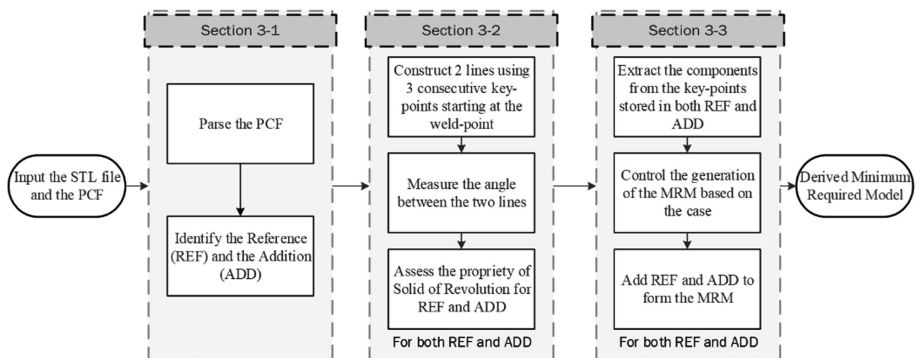 Section 3-1
Section 3-2
Section 3-3
Input the STL file
and the PCF
Parse the PCF
Identify the Reference
(REF) and the Addition
(ADD)
Construct 2 lines using
3 consecutive key-
points starting at the
weld-point
Measure the angle
between the two lines
Assess the propriety of
Solid of Revolution for
REF and ADD
For both REF and ADD
Extract the components
from the key-points
stored in both REF and
ADD
Control the generation
of the MRM based on
the case
Add REF and ADD to
form the MRM
For both REF and ADD
Derived Minimum
Required Model